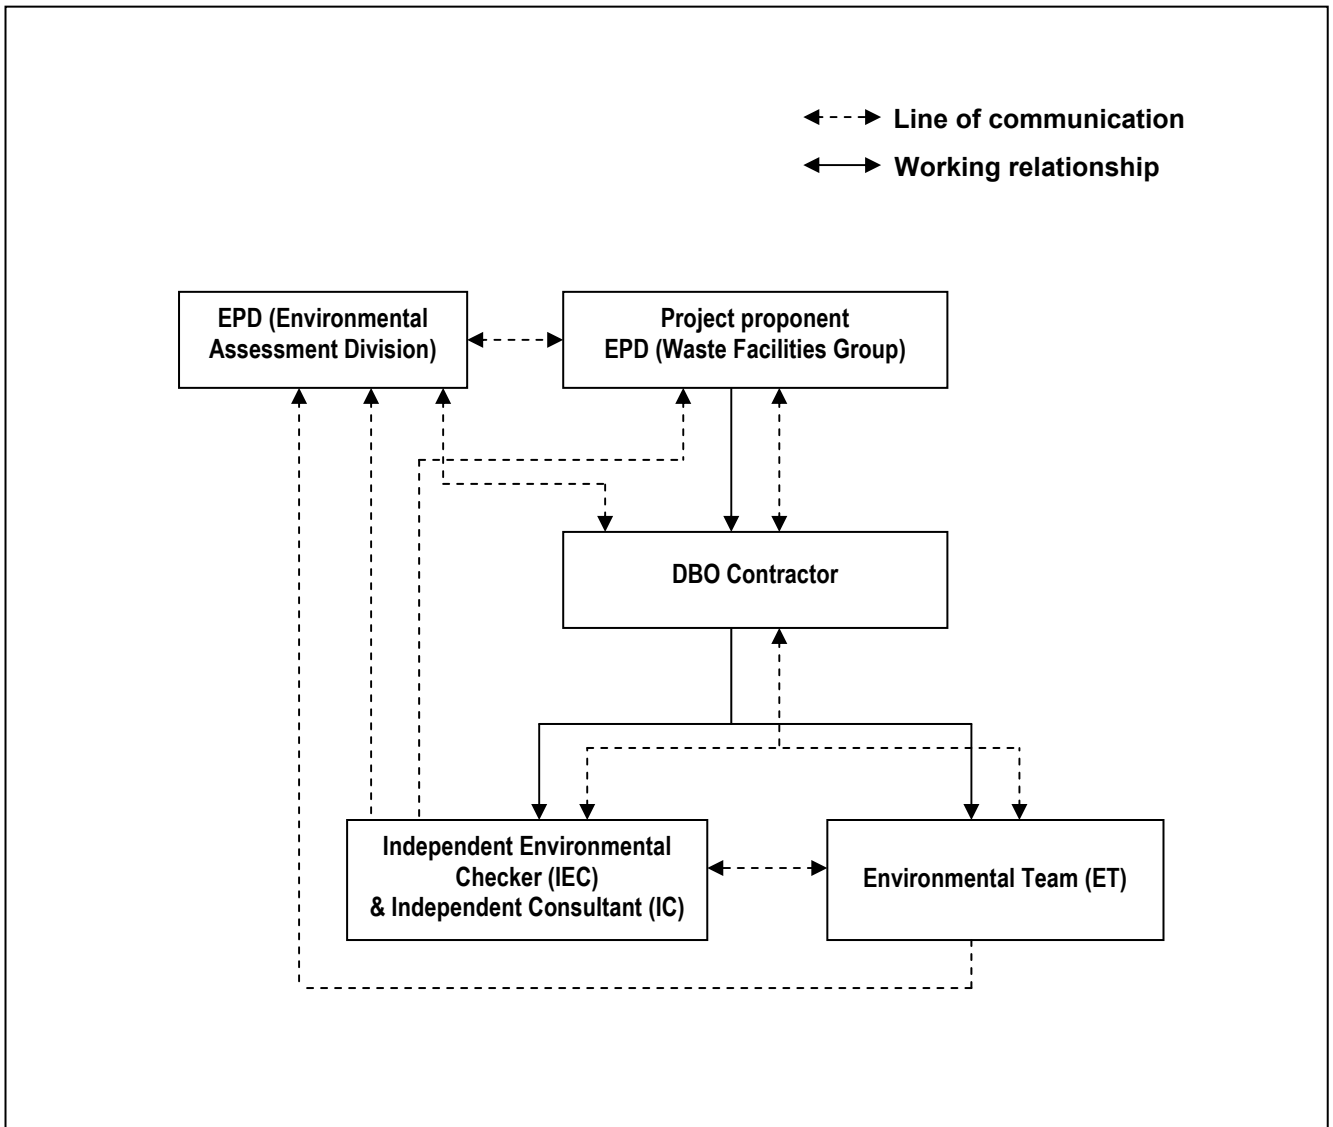 Line of communication
Working relationship
EPD (Environmental
Assessment Division)
Project proponent
EPD (Waste Facilities Group)
DBO Contractor
Independent Environmental
Checker (IEC)
& Independent Consultant (IC)
Environmental Team (ET)